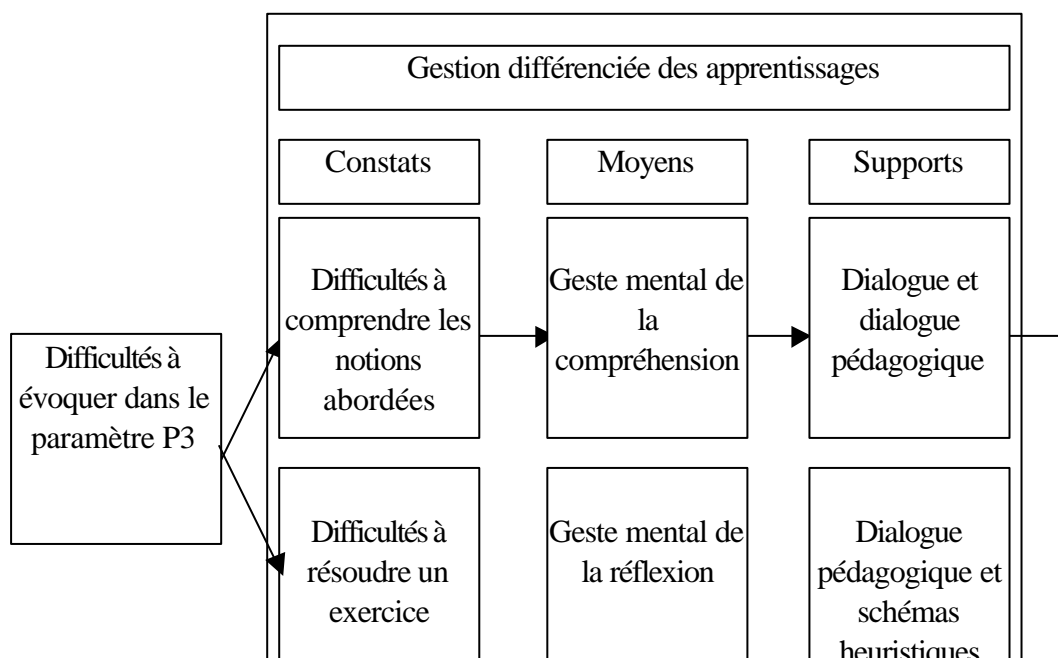 Gestion différenciée des apprentissages
Constats
Moyens
Supports
Difficultés à
comprendre les
notions
abordées
Geste mental de
la
compréhension
Dialogue et
dialogue
pédagogique
Difficultés à
évoquer dans le
paramètre P3
Difficultés à
résoudre un
exercice
Geste mental de
la réflexion
Dialogue
pédagogique et
schémas
heuristiques